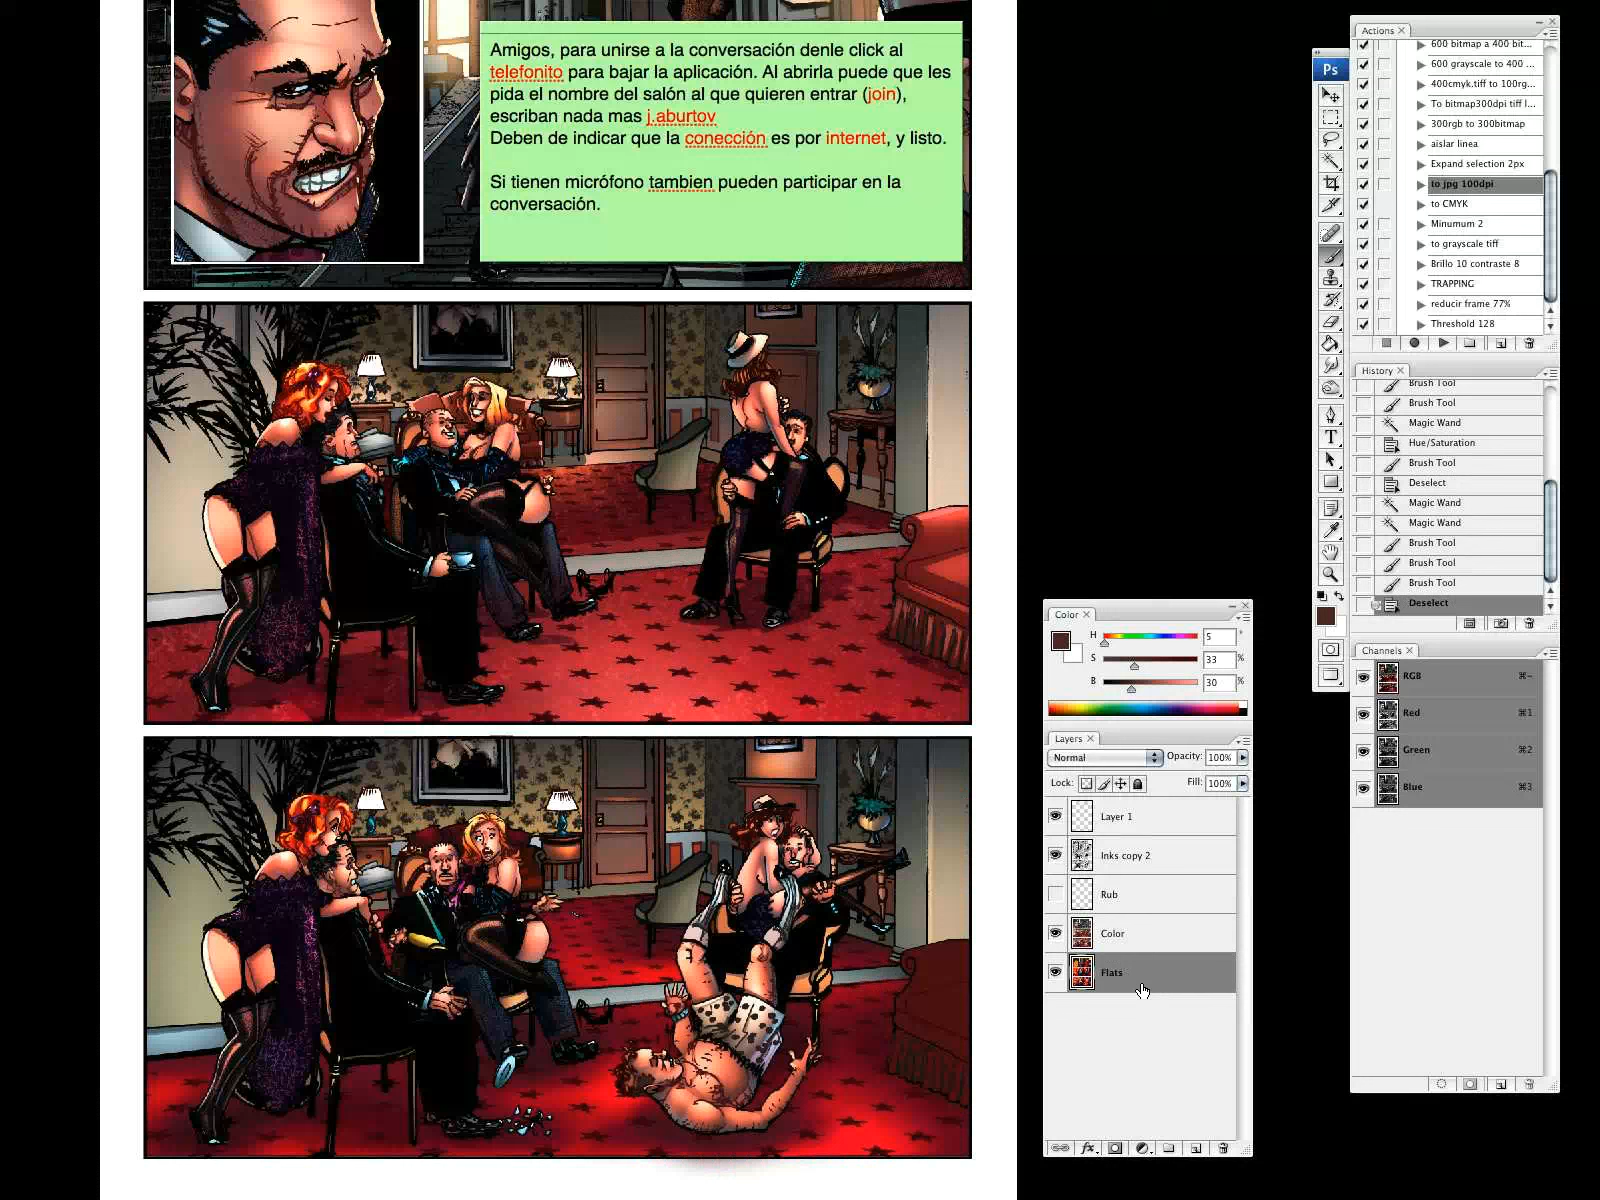 Amigos, para unirse a la conversación denle click al
telefonito para bajar la aplicación. Al abrirla puede que les
pida el nombre del salón al que quieren entrar (join),
escriban nada mas j.aburtov
Deben de indicar que la conección es por internet, y listo.
Si tienen micrófono tambien pueden participar en la
conversación.
Ps
Actions
600 bitmap a 400 bit...
600 grayscale to 400 ...
400cmyk.tiff to 100rg...
To bitmap300dpi tiff l...
300rgb to 300bitmap
aislar linea
Expand selection 2px
to jpg 100dpi
to CMYK
Minumum 2
to grayscale tiff
Brillo 10 contraste 8
TRAPPING
reducir frame 77%
Threshold 128
History
Brush Tool
Brush Tool
Magic Wand
Hue/Saturation
Brush Tool
Deselect
Magic Wand
Magic Wand
Brush Tool
Brush Tool
Brush Tool
Deselect
Color
H 5 °
S 33 %
B 30 %
Layers
Normal Opacity: 100%
Lock: Fill: 100%
Layer 1
Inks copy 2
Rub
Color
Flats
fx
Channels
RGB ⌘~
Red ⌘1
Green ⌘2
Blue ⌘3